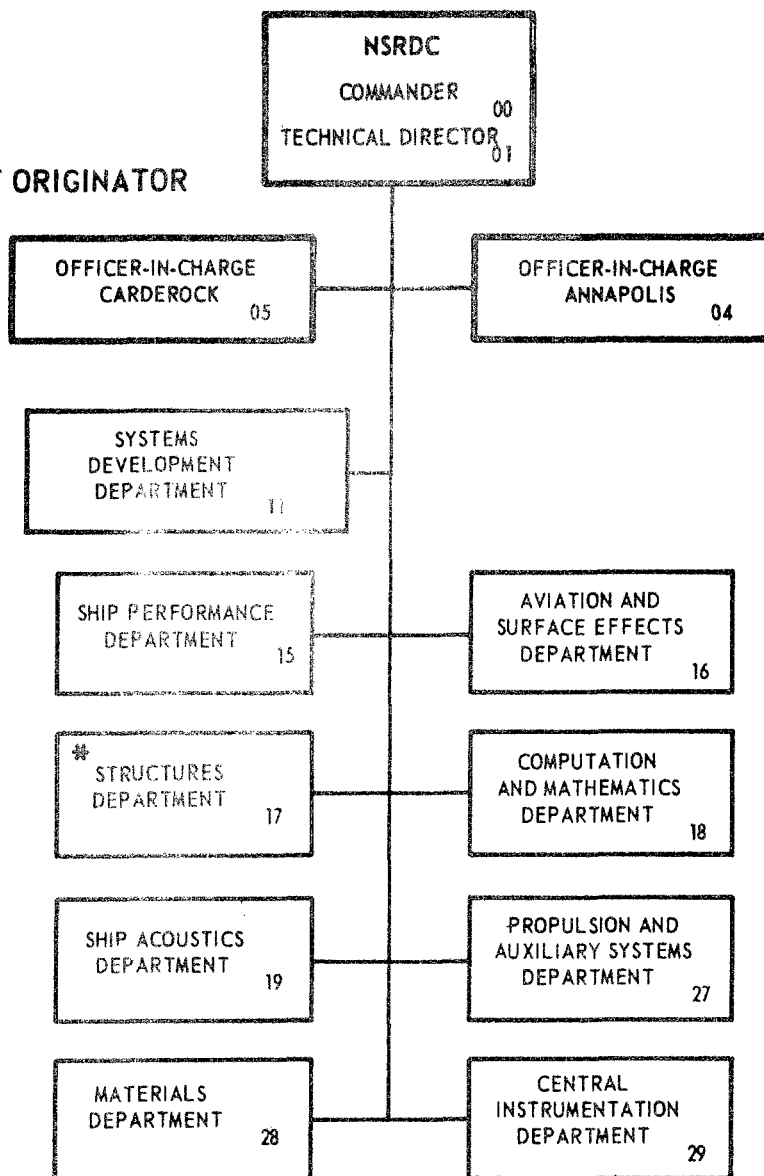 NSRDC
COMMANDER
00
TECHNICAL DIRECTOR
01
ORIGINATOR
OFFICER-IN-CHARGE
CARDEROCK
05
OFFICER-IN-CHARGE
ANNAPOLIS
04
SYSTEMS
DEVELOPMENT
DEPARTMENT
11
SHIP PERFORMANCE
DEPARTMENT
15
AVIATION AND
SURFACE EFFECTS
DEPARTMENT
16
*
STRUCTURES
DEPARTMENT
17
COMPUTATION
AND MATHEMATICS
DEPARTMENT
18
SHIP ACOUSTICS
DEPARTMENT
19
PROPULSION AND
AUXILIARY SYSTEMS
DEPARTMENT
27
MATERIALS
DEPARTMENT
28
CENTRAL
INSTRUMENTATION
DEPARTMENT
29